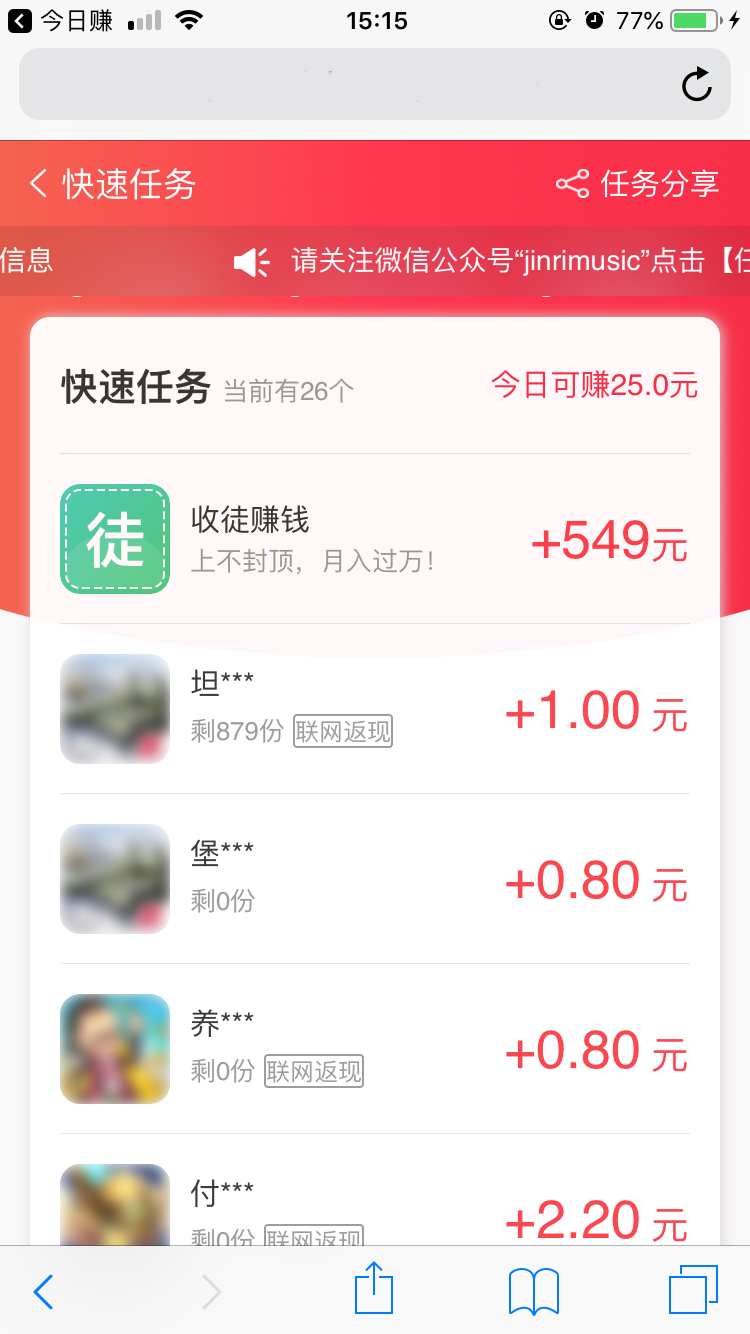 今日赚 15:15 77%
快速任务 任务分享
信息 请关注微信公众号“jinrimusic”点击【任
快速任务 当前有26个 今日可赚25.0元
徒 收徒赚钱 +549元
上不封顶，月入过万！
坦*** +1.00 元
剩879份 联网返现
堡*** +0.80 元
剩0份
养*** +0.80 元
剩0份 联网返现
付*** +2.20 元
剩0份 联网返现